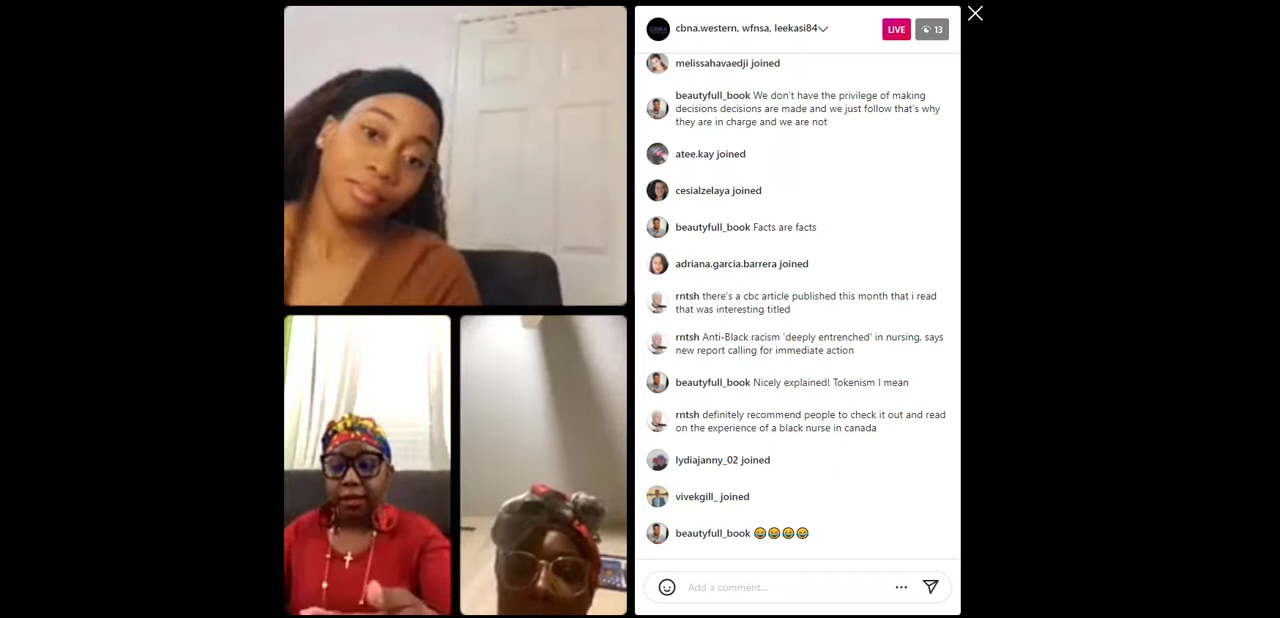 cbna.western, wfnsa, leekasi84
LIVE
13
melissahavaedji joined
beautyfull_book We don't have the privilege of making
decisions decisions are made and we just follow that's why
they are in charge and we are not
atee.kay joined
cesialzelaya joined
beautyfull_book Facts are facts
adriana.garcia.barrera joined
rntsh there's a cbc article published this month that i read
that was interesting titled
rntsh Anti-Black racism 'deeply entrenched' in nursing, says
new report calling for immediate action
beautyfull_book Nicely explained! Tokenism I mean
rntsh definitely recommend people to check it out and read
on the experience of a black nurse in canada
lydiajanny_02 joined
vivekgill_ joined
beautyfull_book 😂😂😂😂
Add a comment...